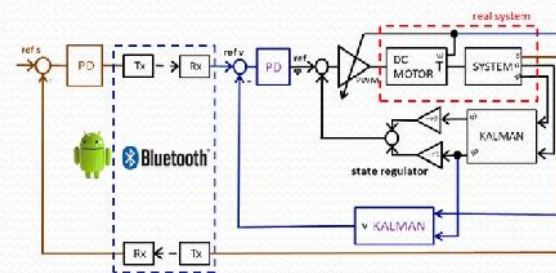 real system
ref s
PD
Tx
Rx
ref v
PD
ref
φ
PWM
DC
MOTOR
SYSTEM
KALMAN
state regulator
Bluetooth
v KALMAN
Rx
Tx